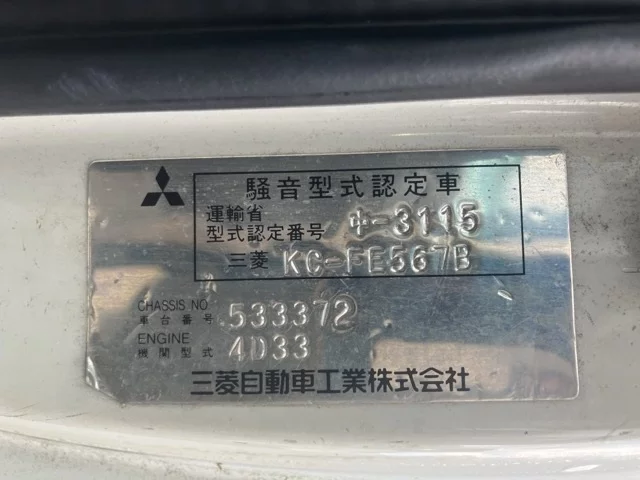 騒音型式認定車
運輸省
型式認定番号 中-3115
三菱 KC-FE567B
CHASSIS NO
車台番号 533372
ENGINE
機関型式 4D33
三菱自動車工業株式会社